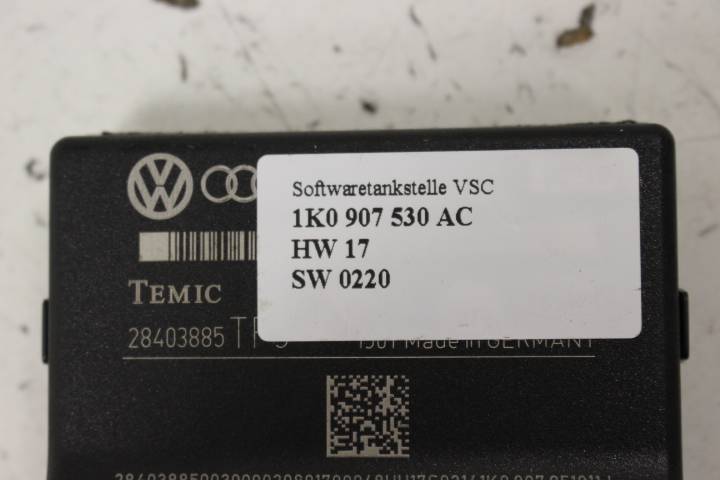 Softwaretankstelle VSC
1K0 907 530 AC
HW 17
SW 0220
TEMIC
28403885
Made in GERMANY